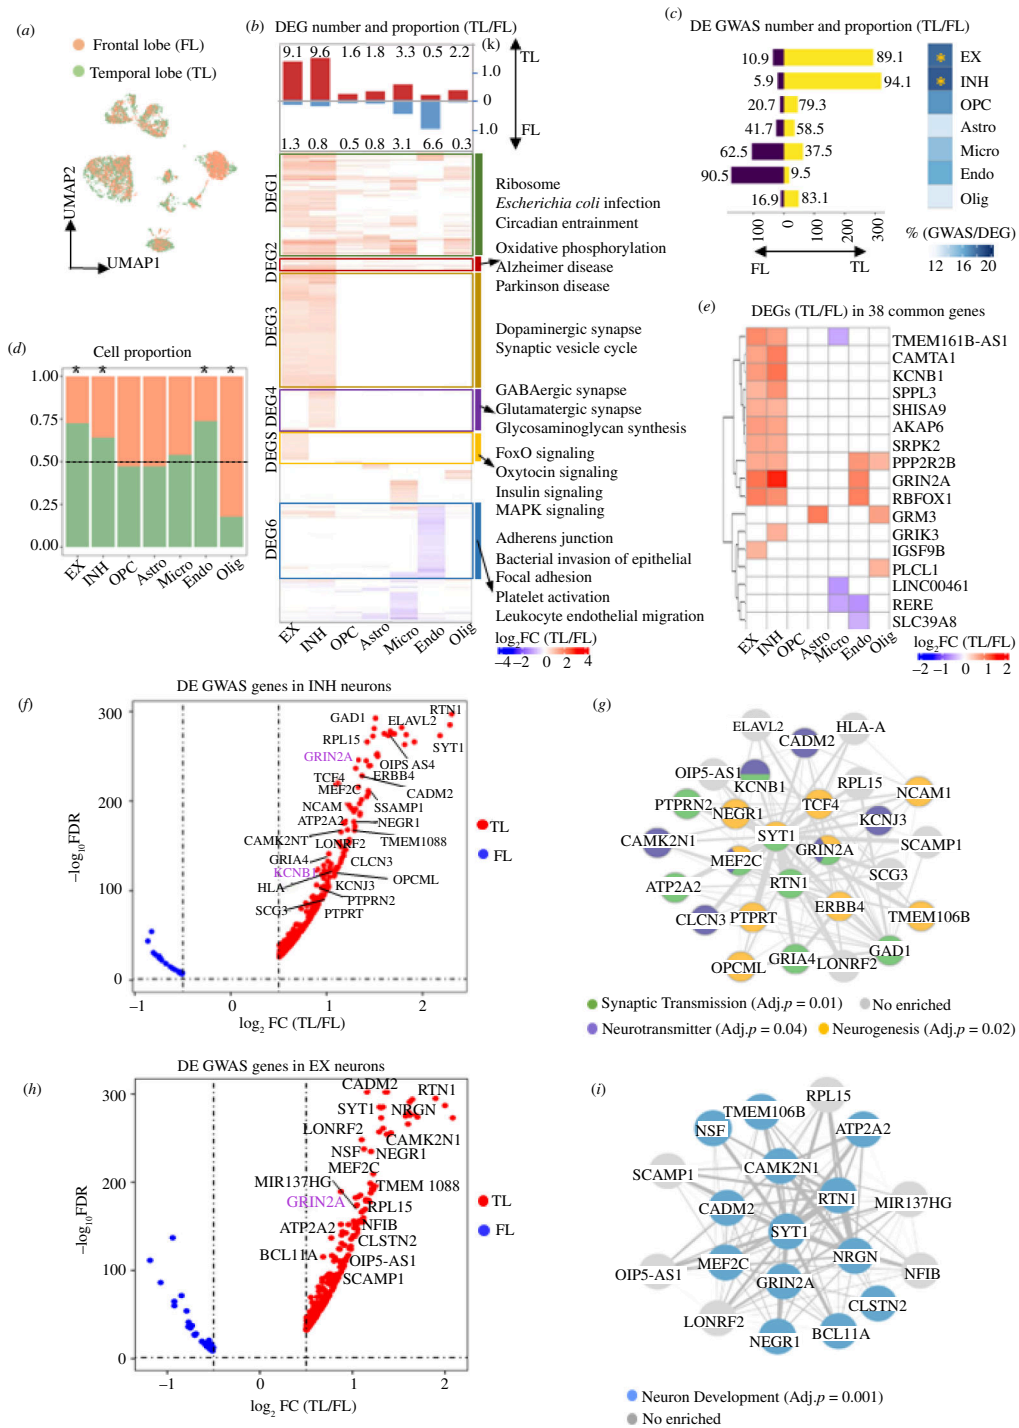 (a)
Frontal lobe (FL)
Temporal lobe (TL)
UMAP2
UMAP1
(b) DEG number and proportion (TL/FL)
9.1 9.6 1.6 1.8 3.3 0.5 2.2 (k)
TL
1.0
0
1.0
FL
1.3 0.8 0.5 0.8 3.1 6.6 0.3
DEG1
DEG2
DEG3
DEG4
DEGS
DEG6
Ribosome
Escherichia coli infection
Circadian entrainment
Oxidative phosphorylation
Alzheimer disease
Parkinson disease
Dopaminergic synapse
Synaptic vesicle cycle
GABAergic synapse
Glutamatergic synapse
Glycosaminoglycan synthesis
FoxO signaling
Oxytocin signaling
Insulin signaling
MAPK signaling
Adherens junction
Bacterial invasion of epithelial
Focal adhesion
Platelet activation
Leukocyte endothelial migration
EX INH OPC Astro Micro Endo Olig
log2FC (TL/FL)
−4 −2 0 2 4
(c) DE GWAS number and proportion (TL/FL)
10.9 89.1 EX
5.9 94.1 INH
20.7 79.3 OPC
41.7 58.5 Astro
62.5 37.5 Micro
90.5 9.5 Endo
16.9 83.1 Olig
100 0 100 300
FL TL
% (GWAS/DEG)
12 16 20
(d) Cell proportion
1.00
0.75
0.50
0.25
0.00
* * * *
EX INH OPC Astro Micro Endo Olig
(e) DEGs (TL/FL) in 38 common genes
TMEM161B-AS1
CAMTA1
KCNB1
SPPL3
SHISA9
AKAP6
SRPK2
PPP2R2B
GRIN2A
RBFOX1
GRM3
GRIK3
IGSF9B
PLCL1
LINC00461
RERE
SLC39A8
EX INH OPC Astro Micro Endo Olig
log2FC (TL/FL)
−2 −1 0 1 2
(f) DE GWAS genes in INH neurons
−log10FDR
300
200
100
0
−1 0 1 2
log2 FC (TL/FL)
RTN1
GAD1
ELAVL2
RPL15
SYT1
GRIN2A
OIPS AS4
TCF4
ERBB4
MEF2C
CADM2
NCAM
SSAMP1
ATP2A2
NEGR1
CAMK2NT
LONRF2
TMEM1088
GRIA4
CLCN3
KCNB1
OPCML
HLA
KCNJ3
PTPRN2
SCG3
PTPRT
TL
FL
(g)
ELAVL2
HLA-A
CADM2
OIP5-AS1
KCNB1
RPL15
NCAM1
PTPRN2
NEGR1
TCF4
KCNJ3
CAMK2N1
SYT1
SCAMP1
MEF2C
GRIN2A
SCG3
ATP2A2
RTN1
CLCN3
PTPRT
ERBB4
TMEM106B
GAD1
OPCML
GRIA4
LONRF2
Synaptic Transmission (Adj.p = 0.01) No enriched
Neurotransmitter (Adj.p = 0.04) Neurogenesis (Adj.p = 0.02)
(h) DE GWAS genes in EX neurons
−log10FDR
300
200
100
0
−1 0 1 2
log2 FC (TL/FL)
CADM2
RTN1
SYT1
NRGN
LONRF2
CAMK2N1
NSF
NEGR1
MEF2C
MIR137HG
TMEM 1088
GRIN2A
RPL15
ATP2A2
NFIB
CLSTN2
BCL11A
OIP5-AS1
SCAMP1
TL
FL
(i)
RPL15
TMEM106B
NSF
ATP2A2
SCAMP1
CAMK2N1
RTN1
MIR137HG
CADM2
SYT1
MEF2C
NRGN
OIP5-AS1
GRIN2A
NFIB
CLSTN2
LONRF2
NEGR1
BCL11A
Neuron Development (Adj.p = 0.001)
No enriched